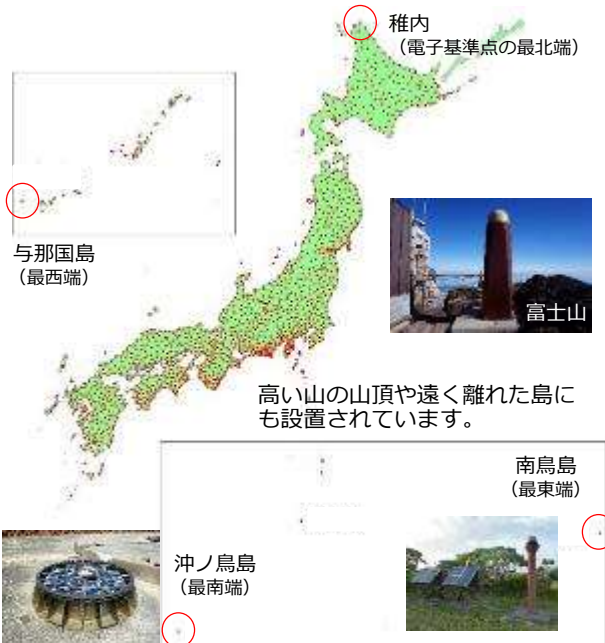 稚内
（電子基準点の最北端）
与那国島
（最西端）
富士山
高い山の山頂や遠く離れた島に
も設置されています。
南鳥島
（最東端）
沖ノ鳥島
（最南端）